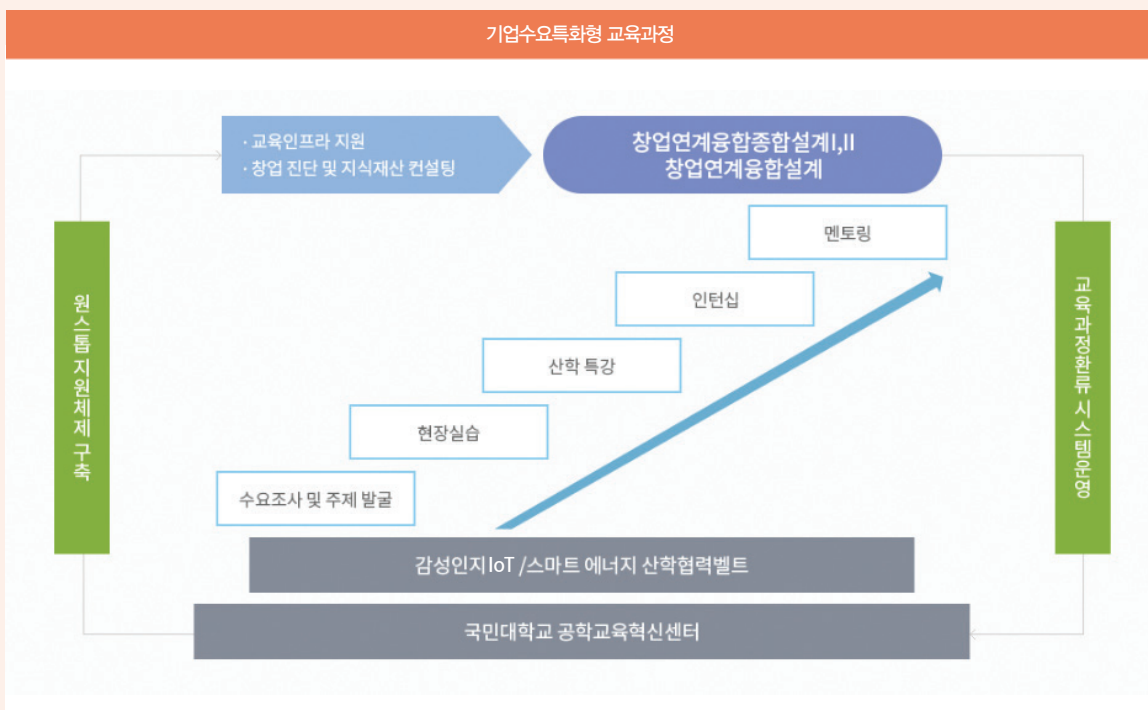 기업수요특화형 교육과정
· 교육인프라 지원
· 창업 진단 및 지식재산 컨설팅
창업연계융합종합설계I,II
창업연계융합설계
멘토링
인턴십
산학 특강
현장실습
수요조사 및 주제 발굴
원스톱 지원체제 구축
교육과정환류 시스템운영
감성인지IoT /스마트 에너지 산학협력벨트
국민대학교 공학교육혁신센터